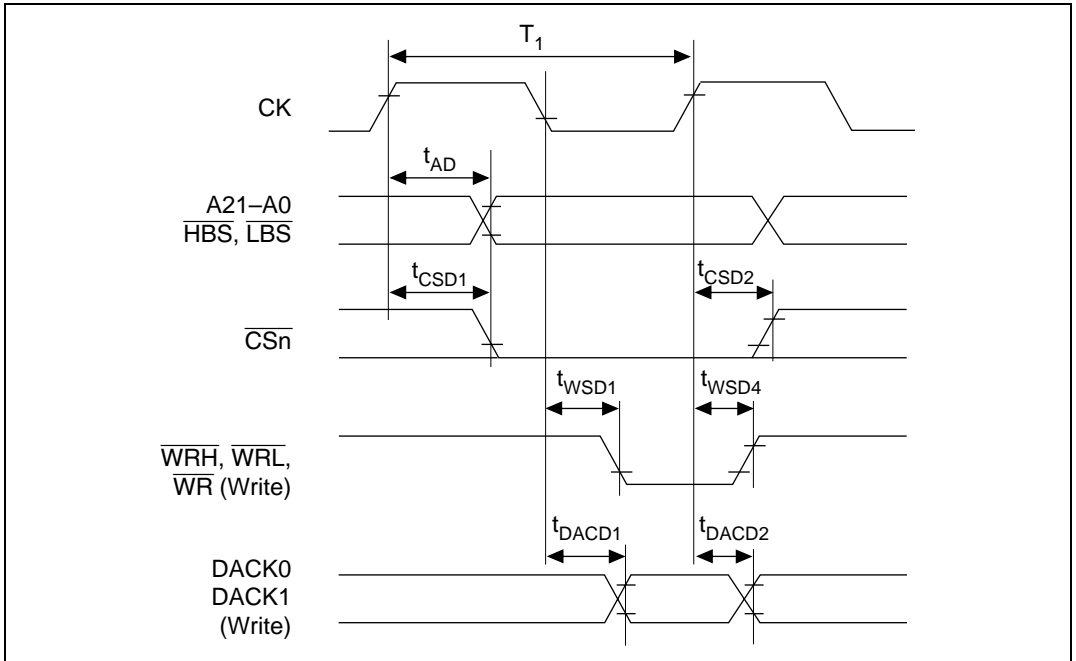 T1
CK
tAD
A21–A0
HBS, LBS
tCSD1
tCSD2
CSn
tWSD1
tWSD4
WRH, WRL,
WR (Write)
tDACD1
tDACD2
DACK0
DACK1
(Write)